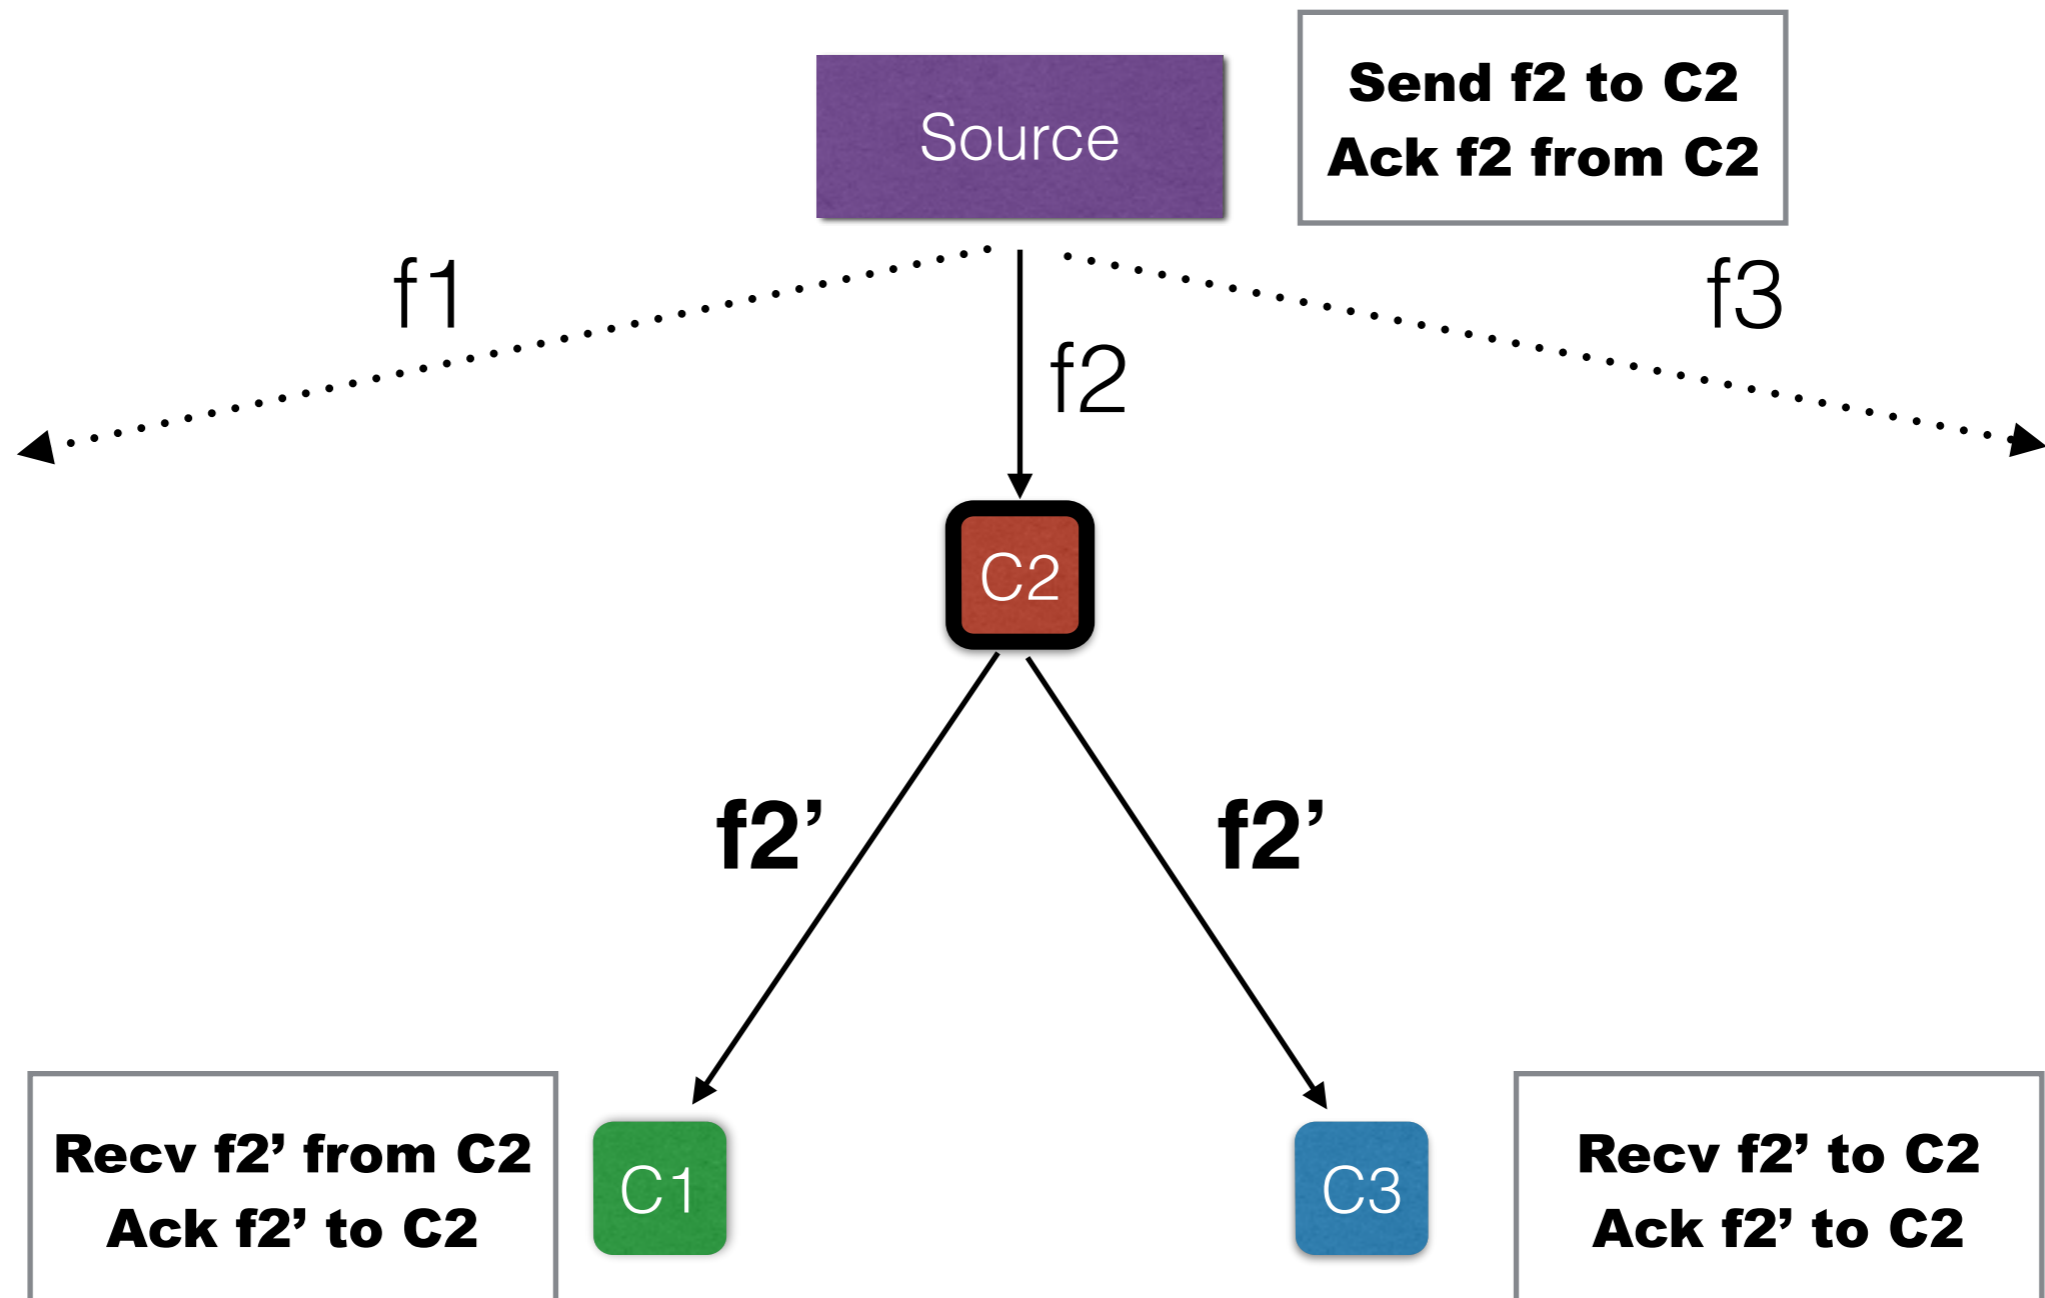 Source
Send f2 to C2
Ack f2 from C2
f1
f3
f2
C2
f2’
f2’
Recv f2’ from C2
Ack f2’ to C2
C1
C3
Recv f2’ to C2
Ack f2’ to C2